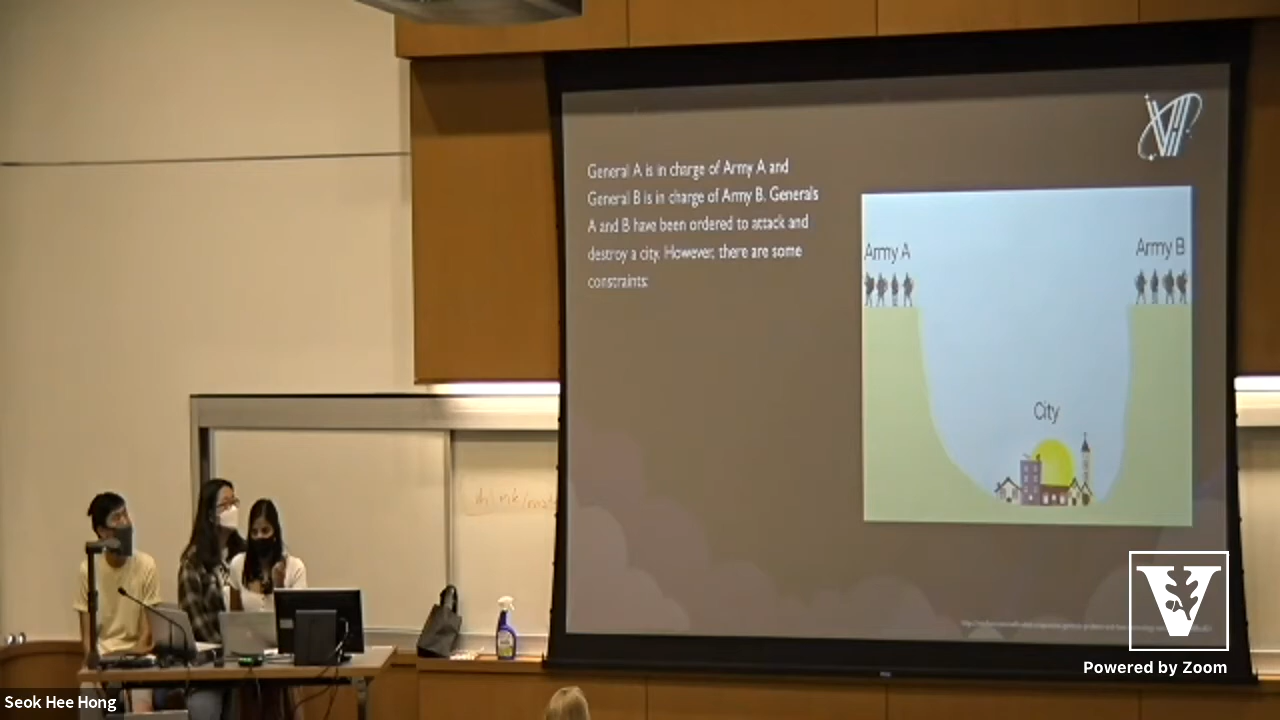 General A is in charge of Army A and
General B is in charge of Army B. Generals
A and B have been ordered to attack and
destroy a city. However, there are some
constraints:
Army A
Army B
City
V
Powered by Zoom
Seok Hee Hong